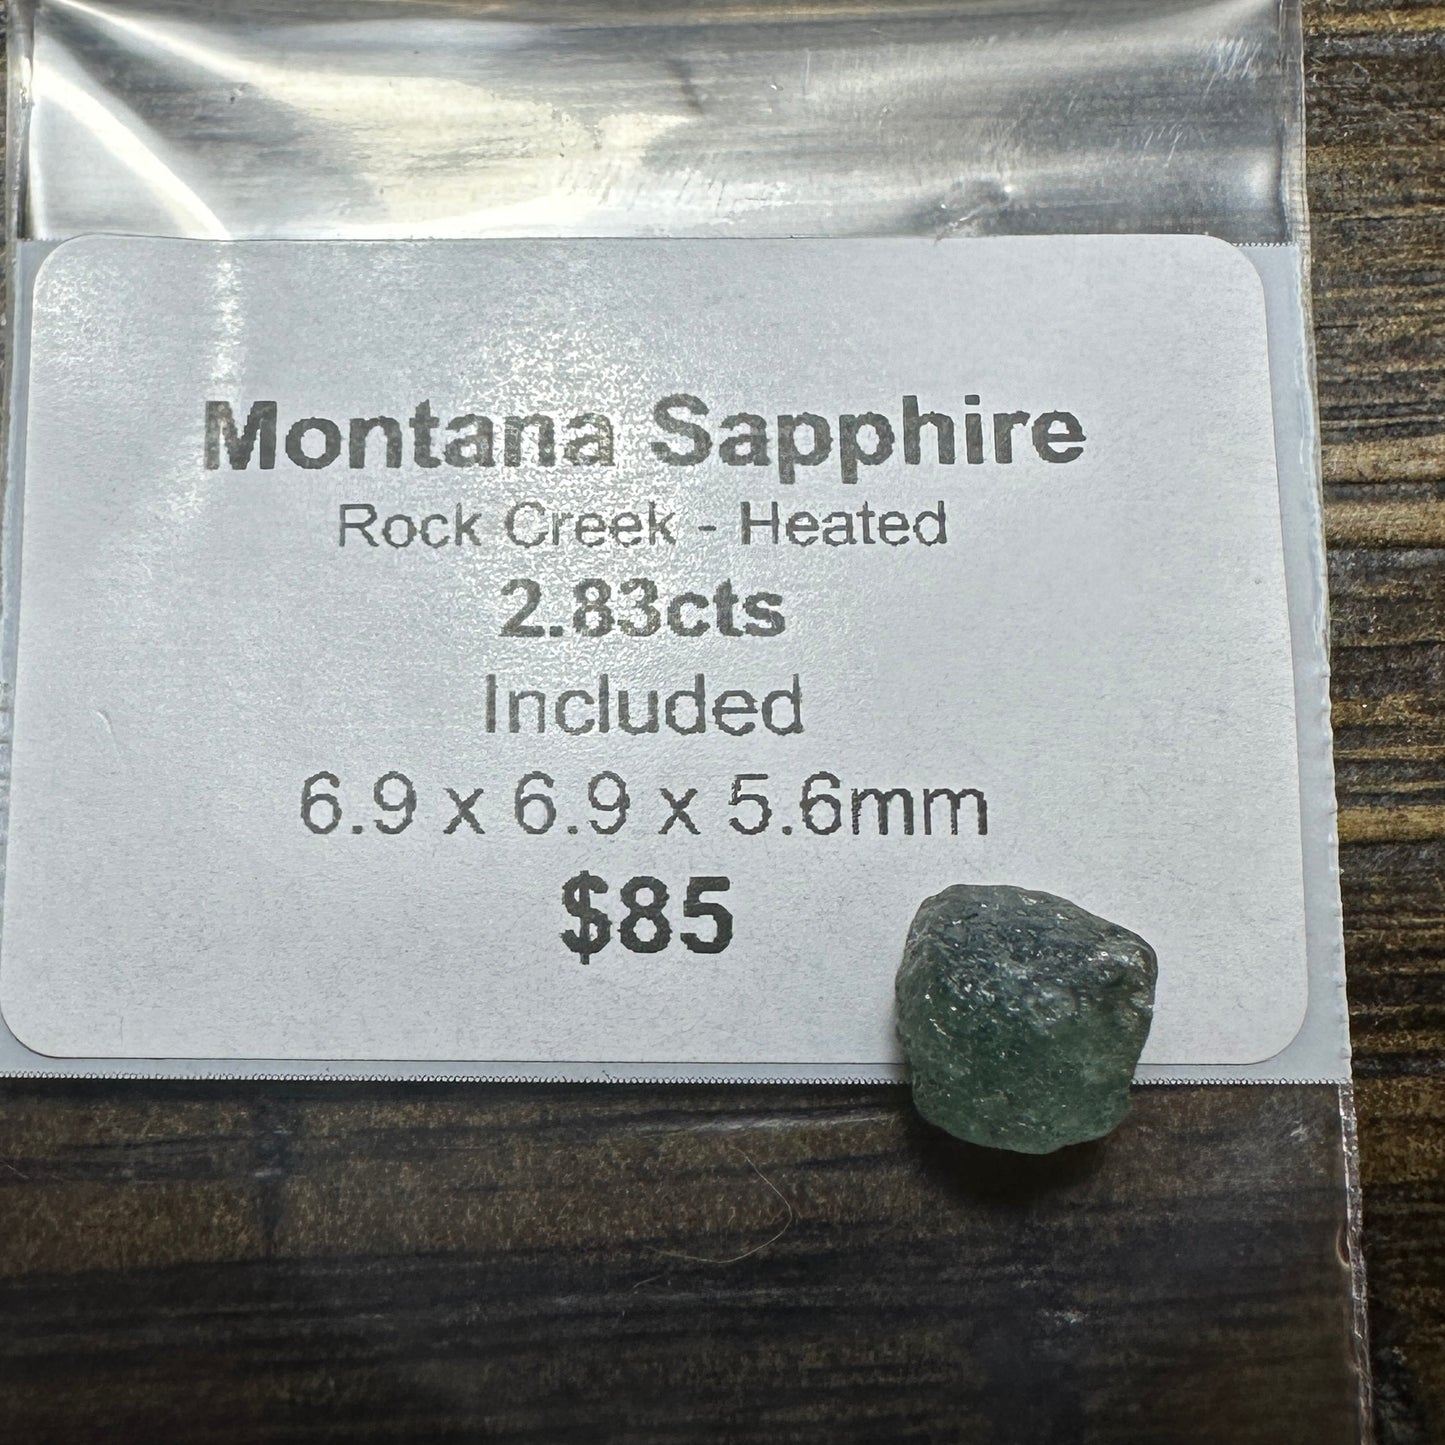 Montana Sapphire
Rock Creek - Heated
2.83cts
Included
6.9 x 6.9 x 5.6mm
$85